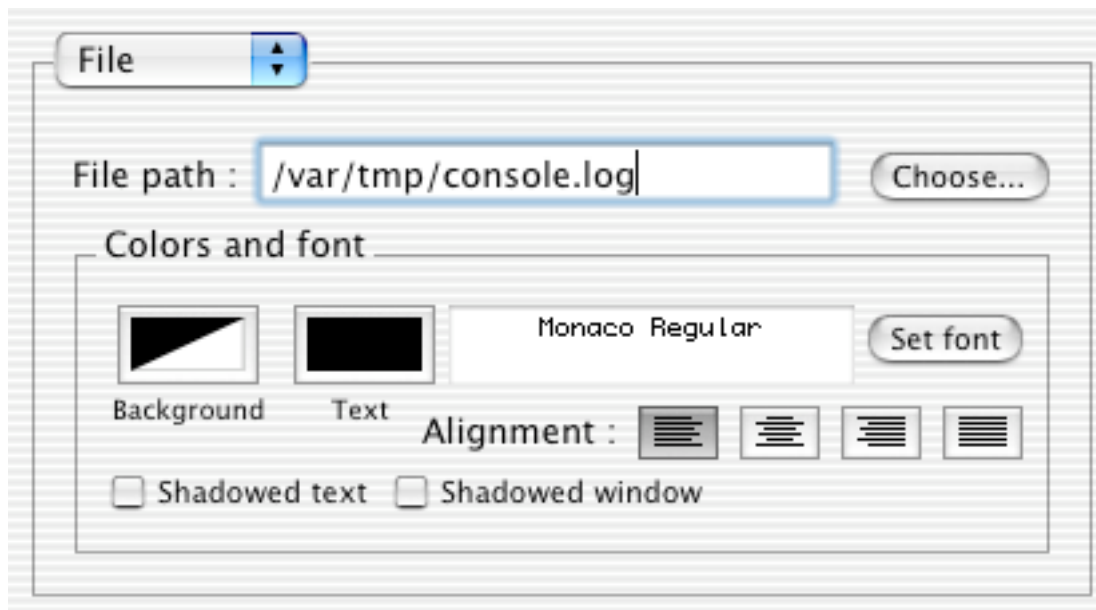 File
File path : /var/tmp/console.log Choose...
Colors and font
Monaco Regular Set font
Background Text
Alignment :
Shadowed text Shadowed window